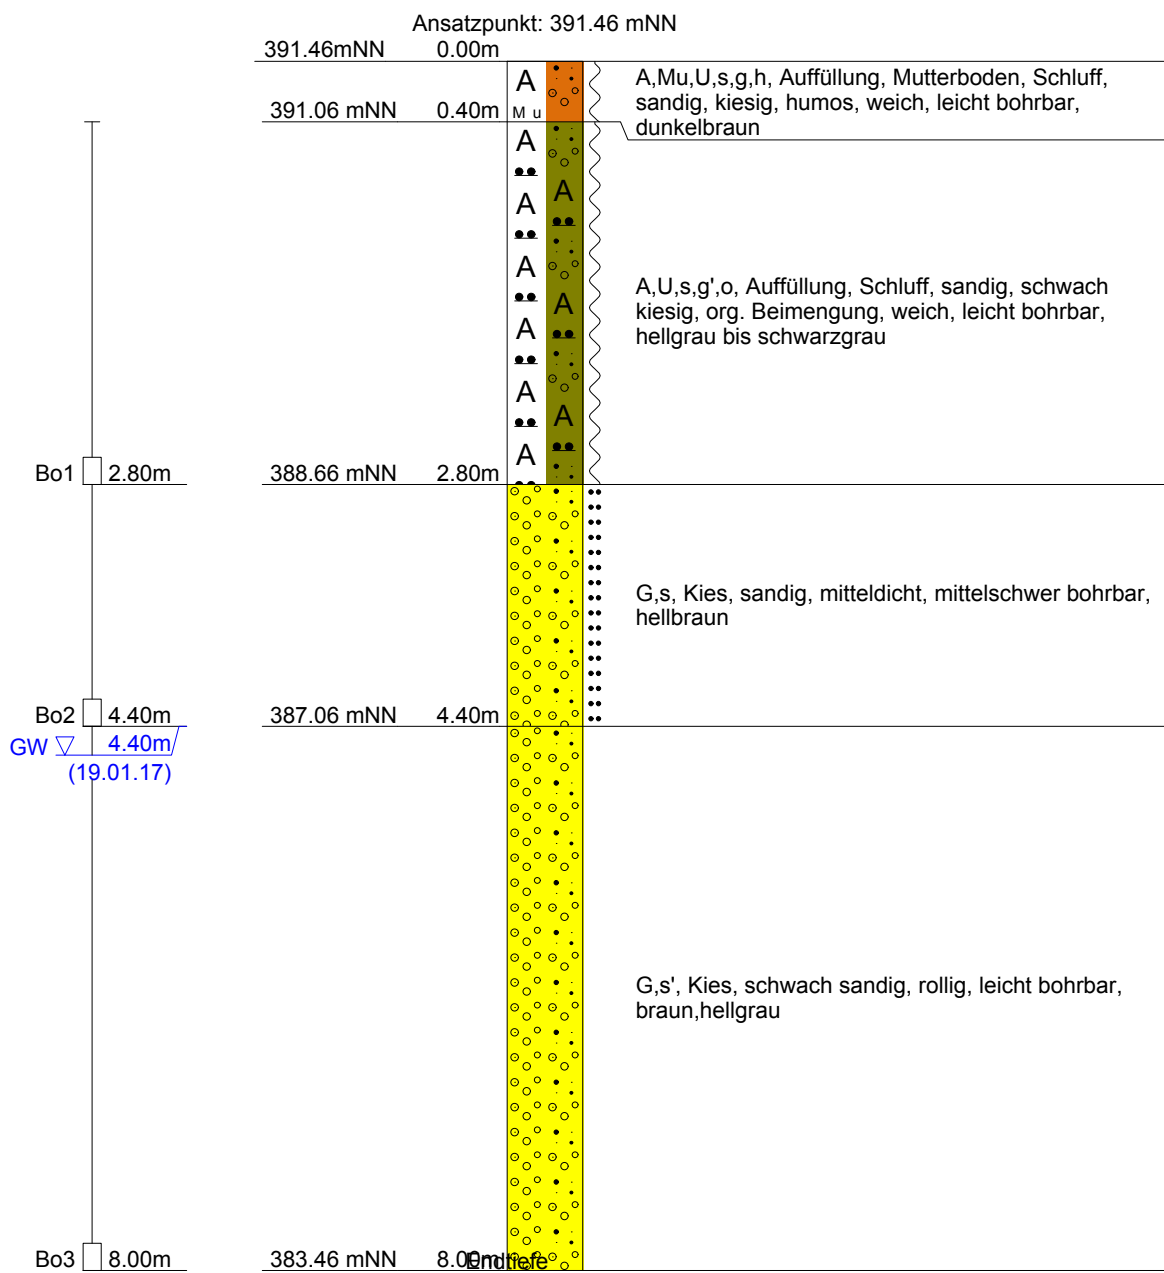 Ansatzpunkt: 391.46 mNN
391.46mNN 0.00m
A
Mu
A,Mu,U,s,g,h, Auffüllung, Mutterboden, Schluff,
sandig, kiesig, humos, weich, leicht bohrbar,
dunkelbraun
391.06 mNN 0.40m
A
A
A
A
A
A
A
A
A
A,U,s,g',o, Auffüllung, Schluff, sandig, schwach
kiesig, org. Beimengung, weich, leicht bohrbar,
hellgrau bis schwarzgrau
Bo1 2.80m
388.66 mNN 2.80m
G,s, Kies, sandig, mitteldicht, mittelschwer bohrbar,
hellbraun
Bo2 4.40m
387.06 mNN 4.40m
GW 4.40m
(19.01.17)
G,s', Kies, schwach sandig, rollig, leicht bohrbar,
braun,hellgrau
Bo3 8.00m
383.46 mNN 8.00m
Endtiefe